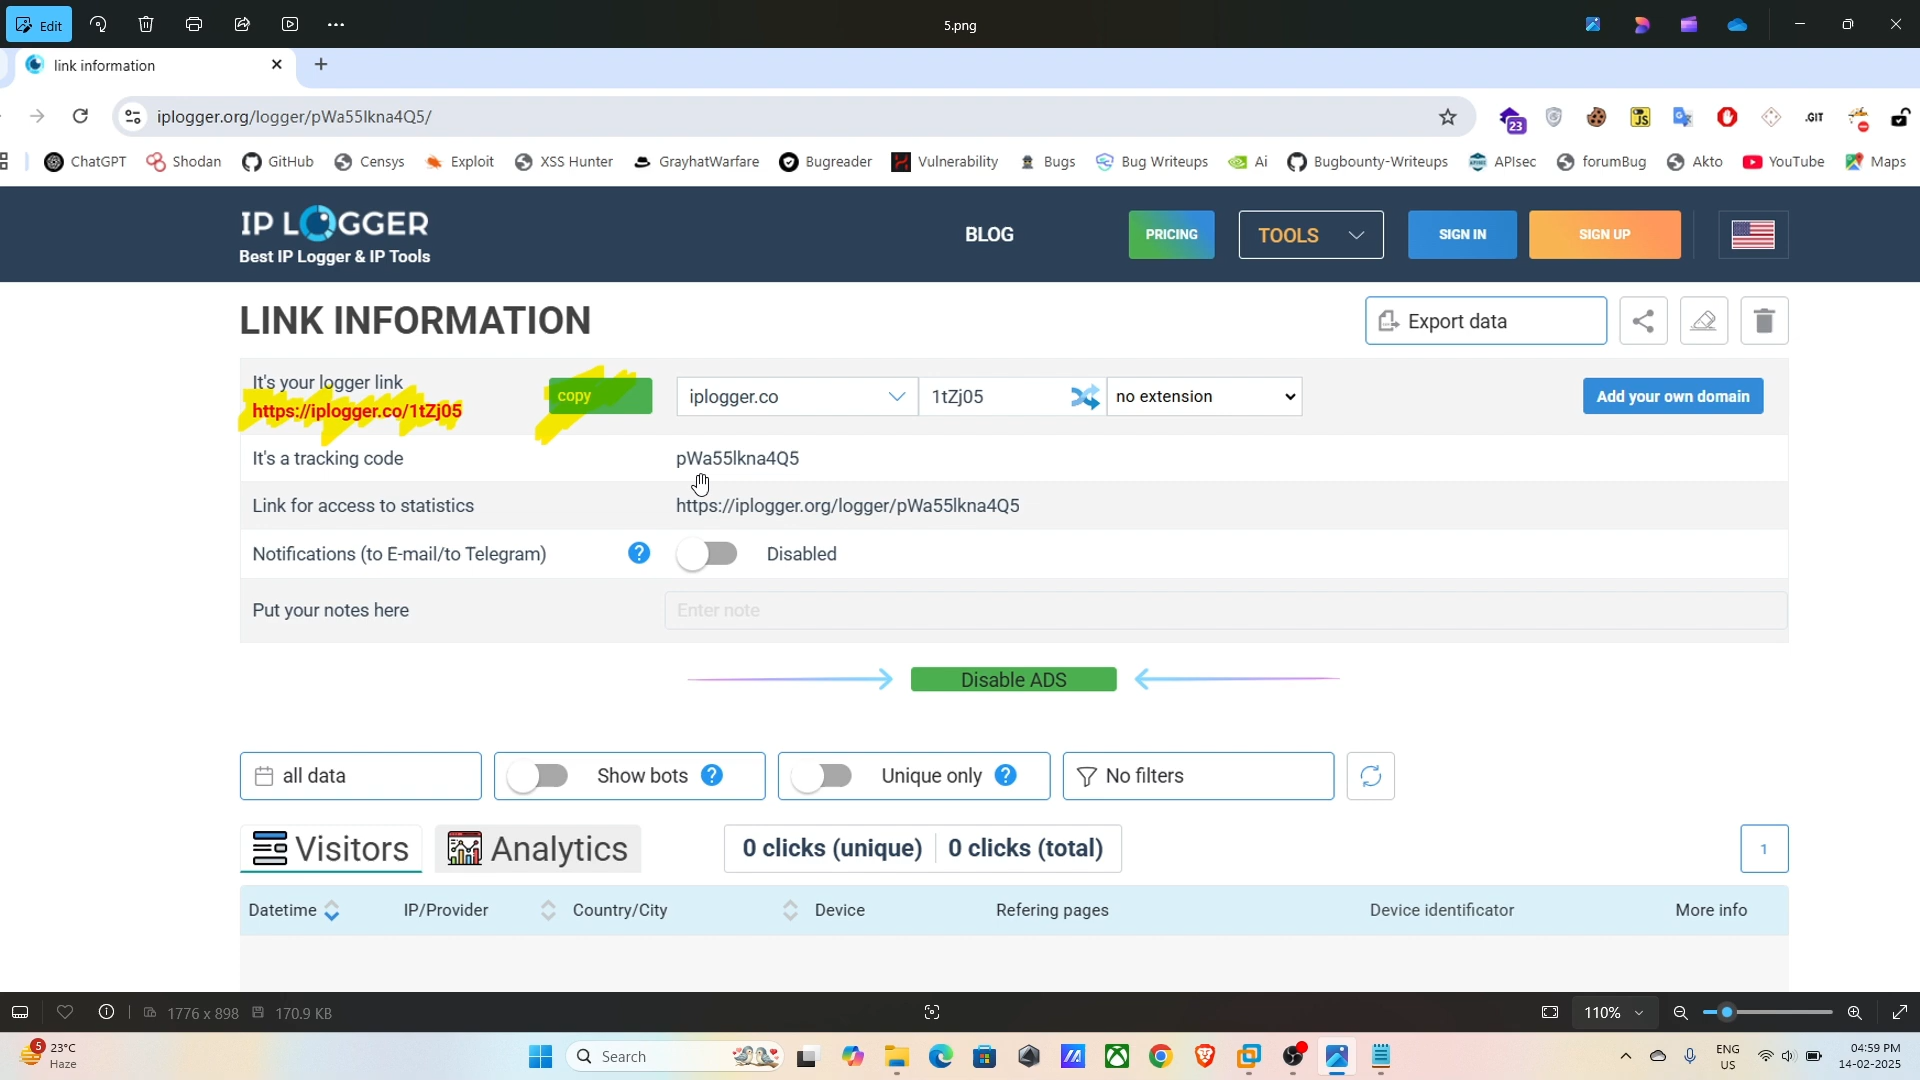 Edit
5.png
link information
iplogger.org/logger/pWa55lkna4Q5/
23
JS
.GIT
ChatGPT
Shodan
GitHub
Censys
Exploit
XSS Hunter
GrayhatWarfare
Bugreader
Vulnerability
Bugs
Bug Writeups
Ai
Bugbounty-Writeups
APIsec
forumBug
Akto
YouTube
Maps
IP LOGGER
Best IP Logger & IP Tools
BLOG
PRICING
TOOLS
SIGN IN
SIGN UP
LINK INFORMATION
Export data
It's your logger link
https://iplogger.co/1tZj05
copy
iplogger.co
1tZj05
no extension
Add your own domain
It's a tracking code
pWa55lkna4Q5
Link for access to statistics
https://iplogger.org/logger/pWa55lkna4Q5
Notifications (to E-mail/to Telegram)
?
Disabled
Put your notes here
Enter note
Disable ADS
all data
Show bots
?
Unique only
?
No filters
Visitors
Analytics
0 clicks (unique)
0 clicks (total)
1
Datetime
IP/Provider
Country/City
Device
Refering pages
Device identificator
More info
1776 x 898
170.9 KB
110%
5
23°C
Haze
Search
ENG
US
04:59 PM
14-02-2025